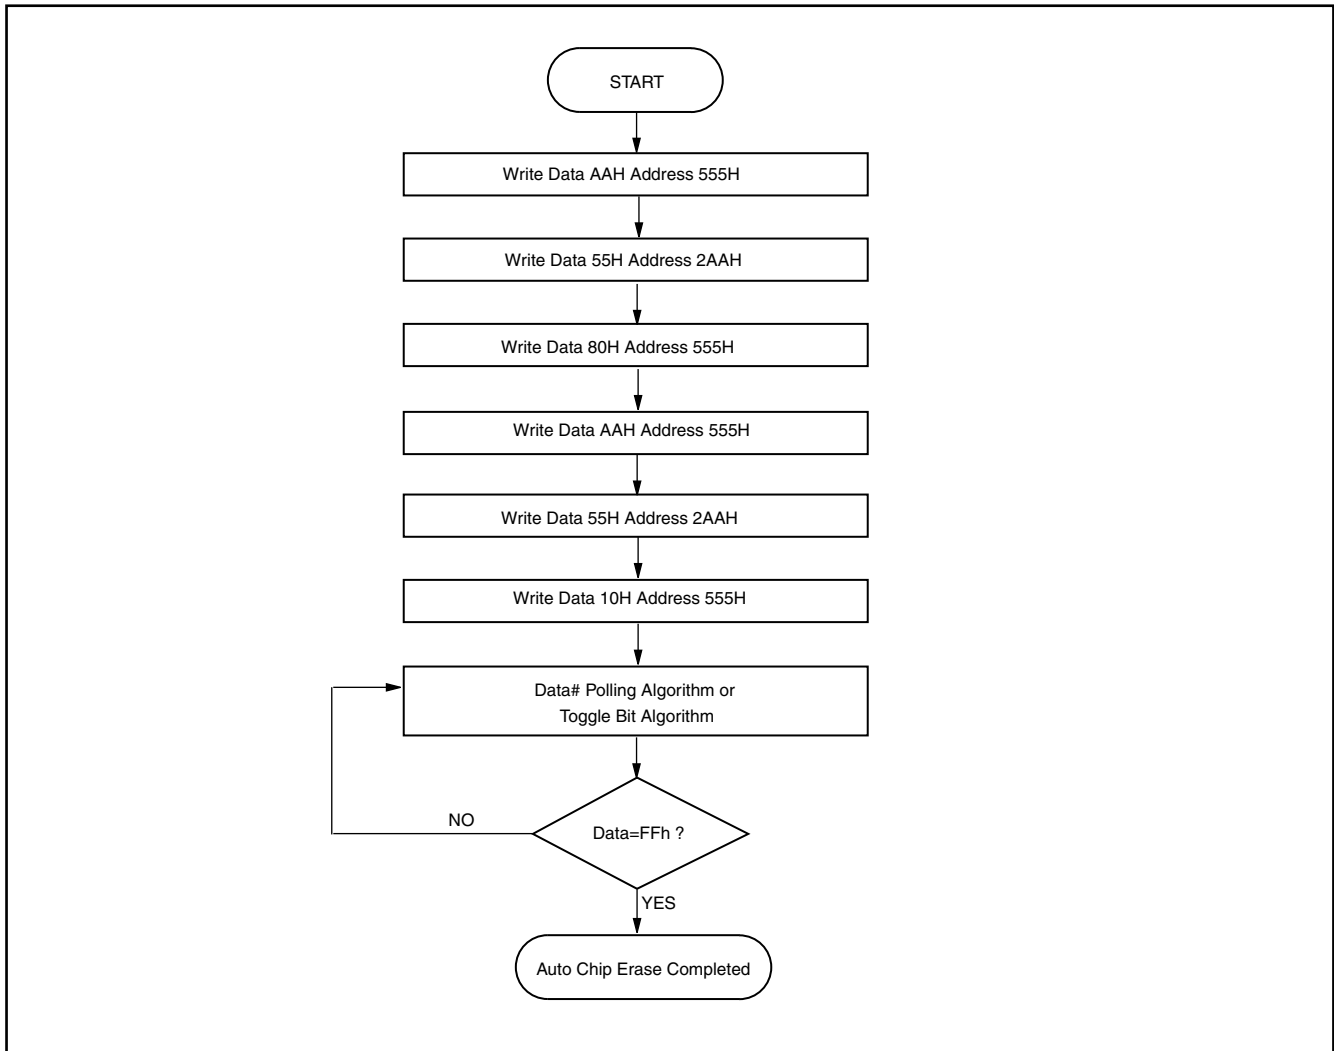 START
Write Data AAH Address 555H
Write Data 55H Address 2AAH
Write Data 80H Address 555H
Write Data AAH Address 555H
Write Data 55H Address 2AAH
Write Data 10H Address 555H
Data# Polling Algorithm or
Toggle Bit Algorithm
NO
Data=FFh ?
YES
Auto Chip Erase Completed